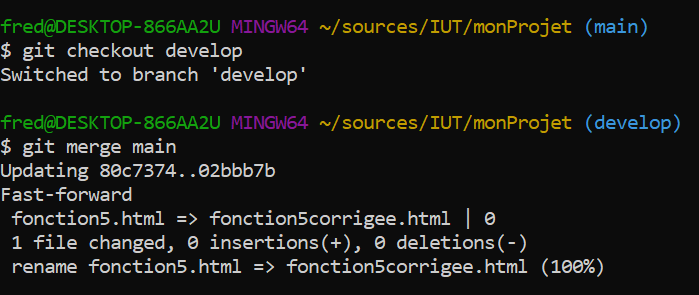 fred@DESKTOP-866AA2U MINGW64 ~/sources/IUT/monProjet (main)
$ git checkout develop
Switched to branch 'develop'
fred@DESKTOP-866AA2U MINGW64 ~/sources/IUT/monProjet (develop)
$ git merge main
Updating 80c7374..02bbb7b
Fast-forward
 fonction5.html => fonction5corrigee.html | 0
 1 file changed, 0 insertions(+), 0 deletions(-)
 rename fonction5.html => fonction5corrigee.html (100%)